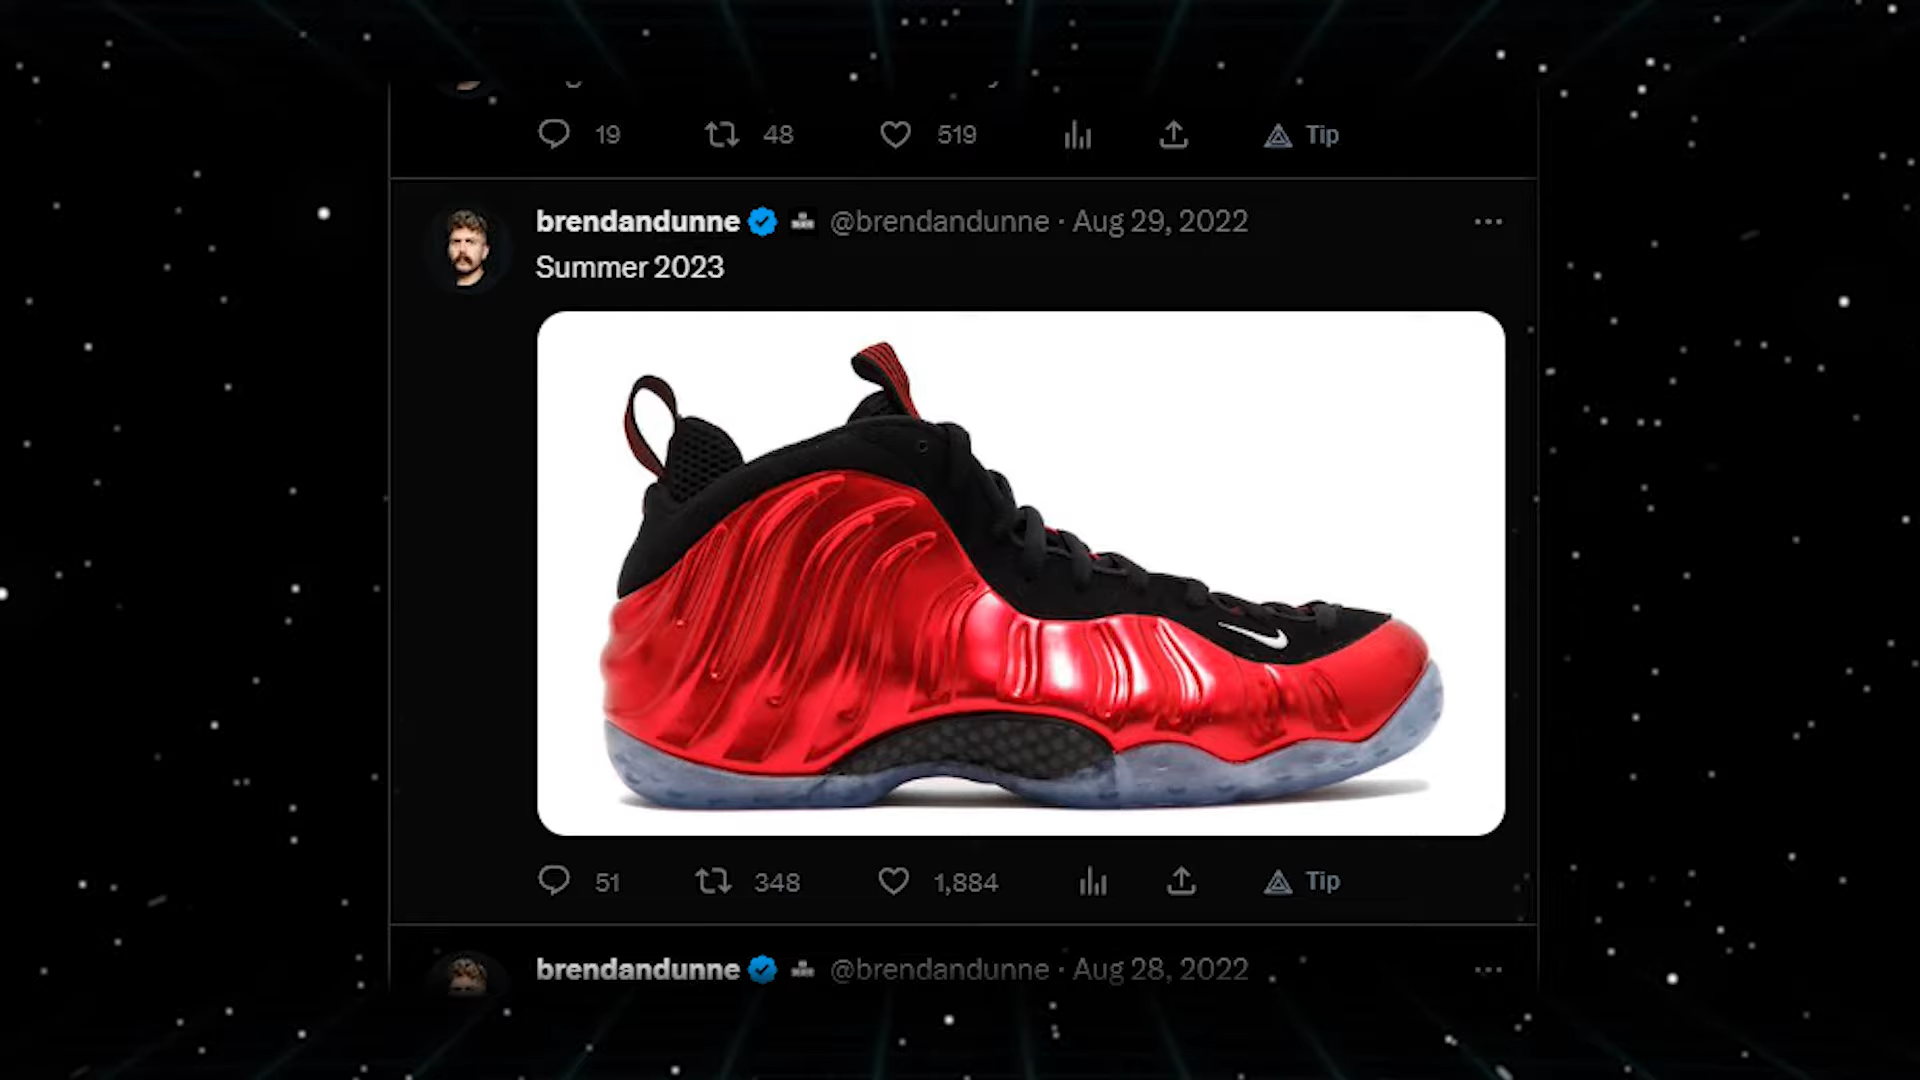 19 48 519 Tip
brendandunne @brendandunne · Aug 29, 2022
Summer 2023
51 348 1,884 Tip
brendandunne @brendandunne · Aug 28, 2022